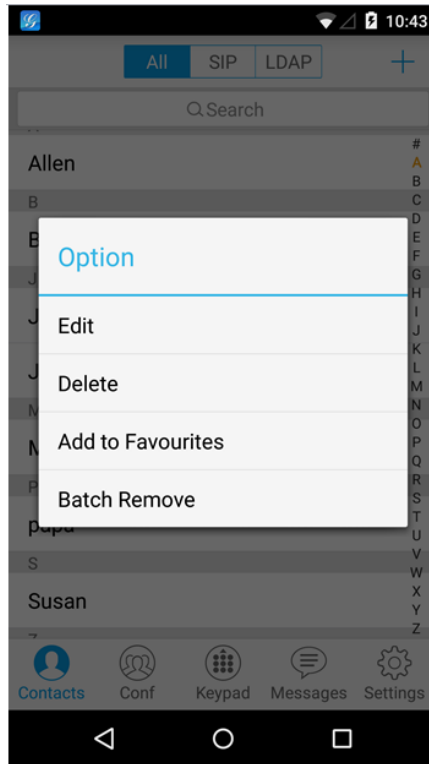 10:43
All SIP LDAP
Search
#
Allen
A
B
B
C
D
E
Option
F
G
H
Edit
I
J
K
Delete
L
M
N
Add to Favourites
O
P
Q
Batch Remove
R
S
papa
T
U
S
V
W
Susan
X
Y
Z
Contacts Conf Keypad Messages Settings